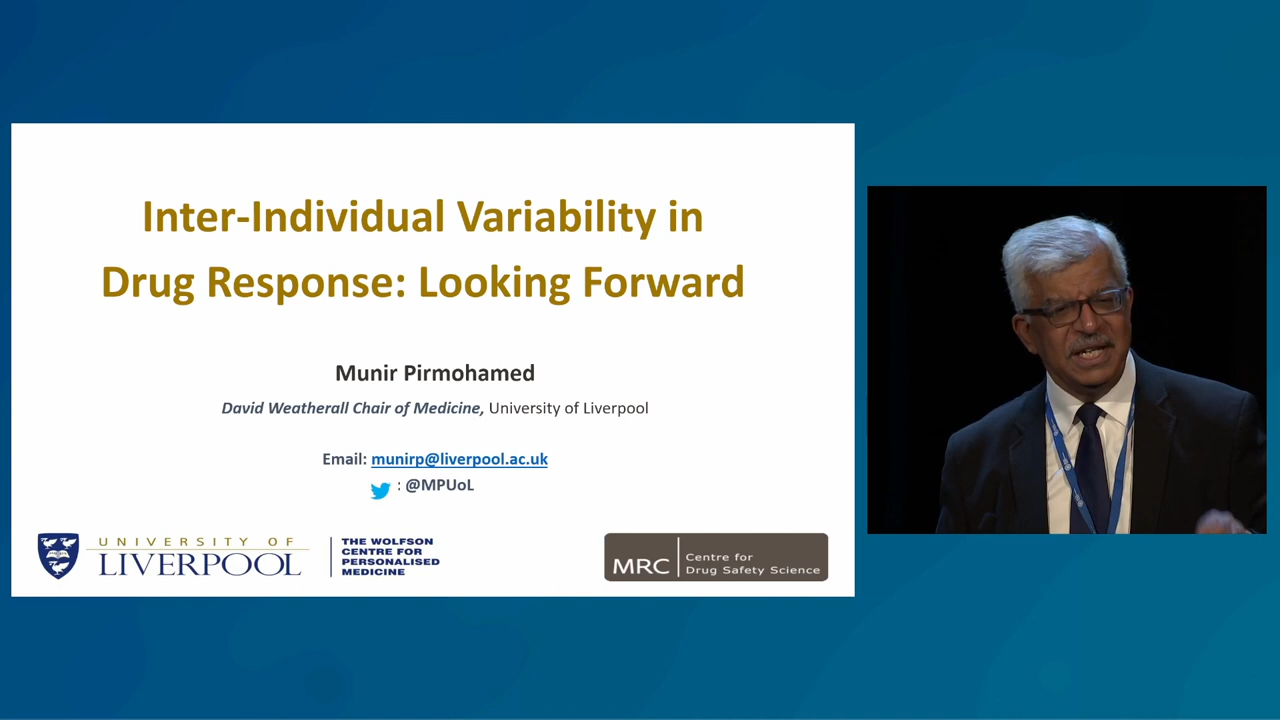 Inter-Individual Variability in
Drug Response: Looking Forward
Munir Pirmohamed
David Weatherall Chair of Medicine, University of Liverpool
Email: munirp@liverpool.ac.uk
: @MPUoL
UNIVERSITY OF
LIVERPOOL
THE WOLFSON
CENTRE FOR
PERSONALISED
MEDICINE
MRC
Centre for
Drug Safety Science